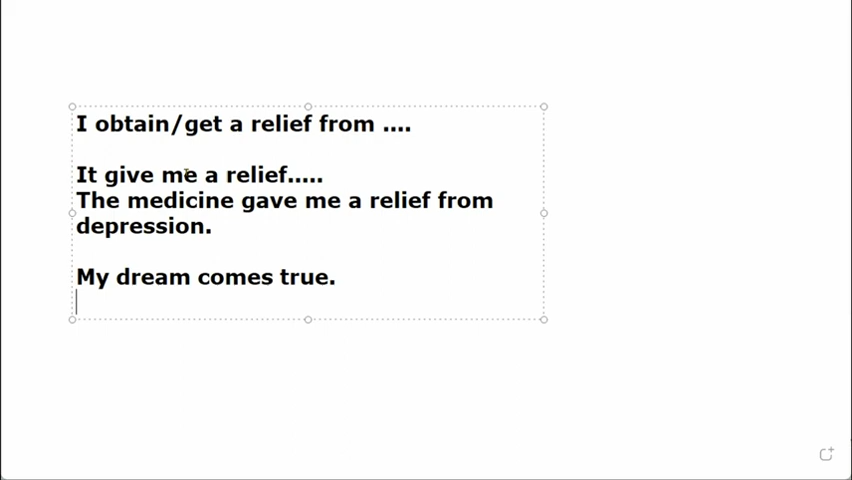 I obtain/get a relief from ....
It give me a relief.....
The medicine gave me a relief from
depression.
My dream comes true.